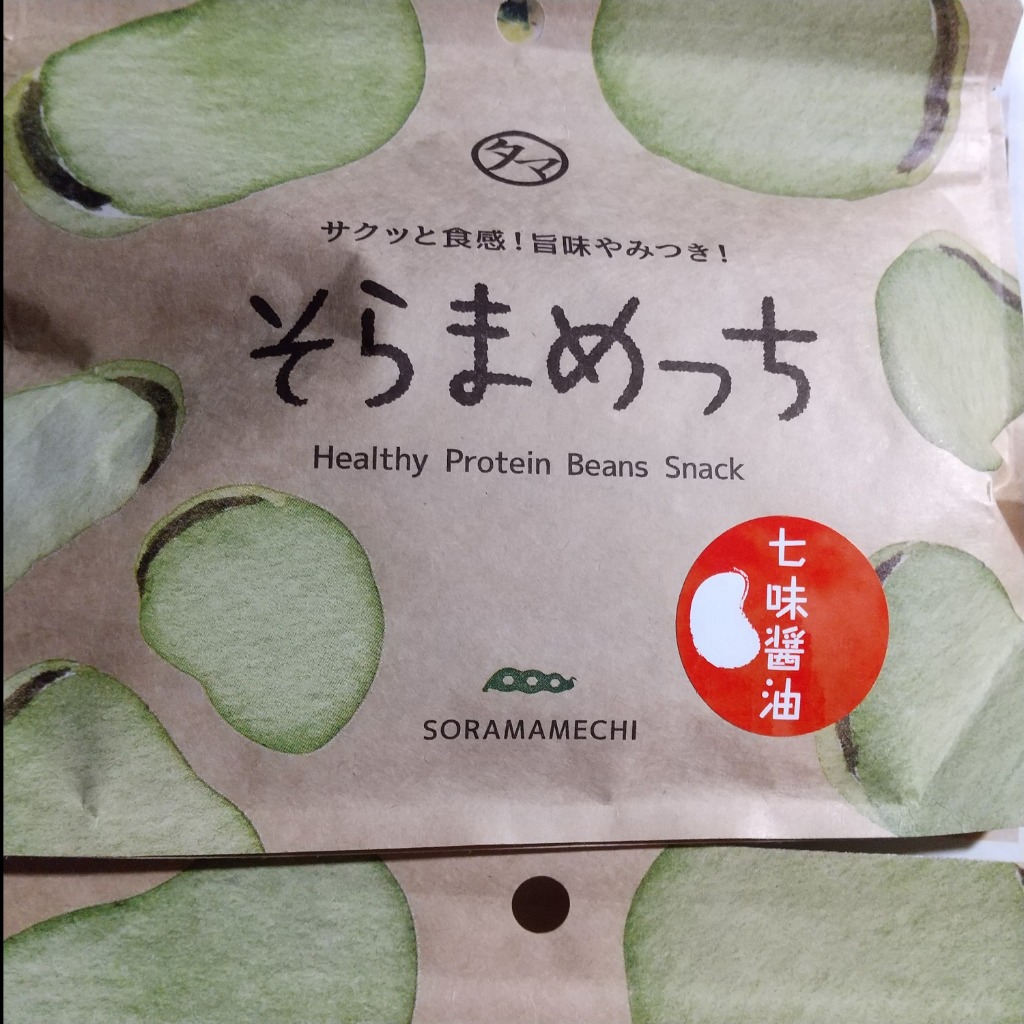 タマ
サクッと食感!旨味やみつき!
そらまめっち
Healthy Protein Beans Snack
七味醤油
SORAMAMECHI